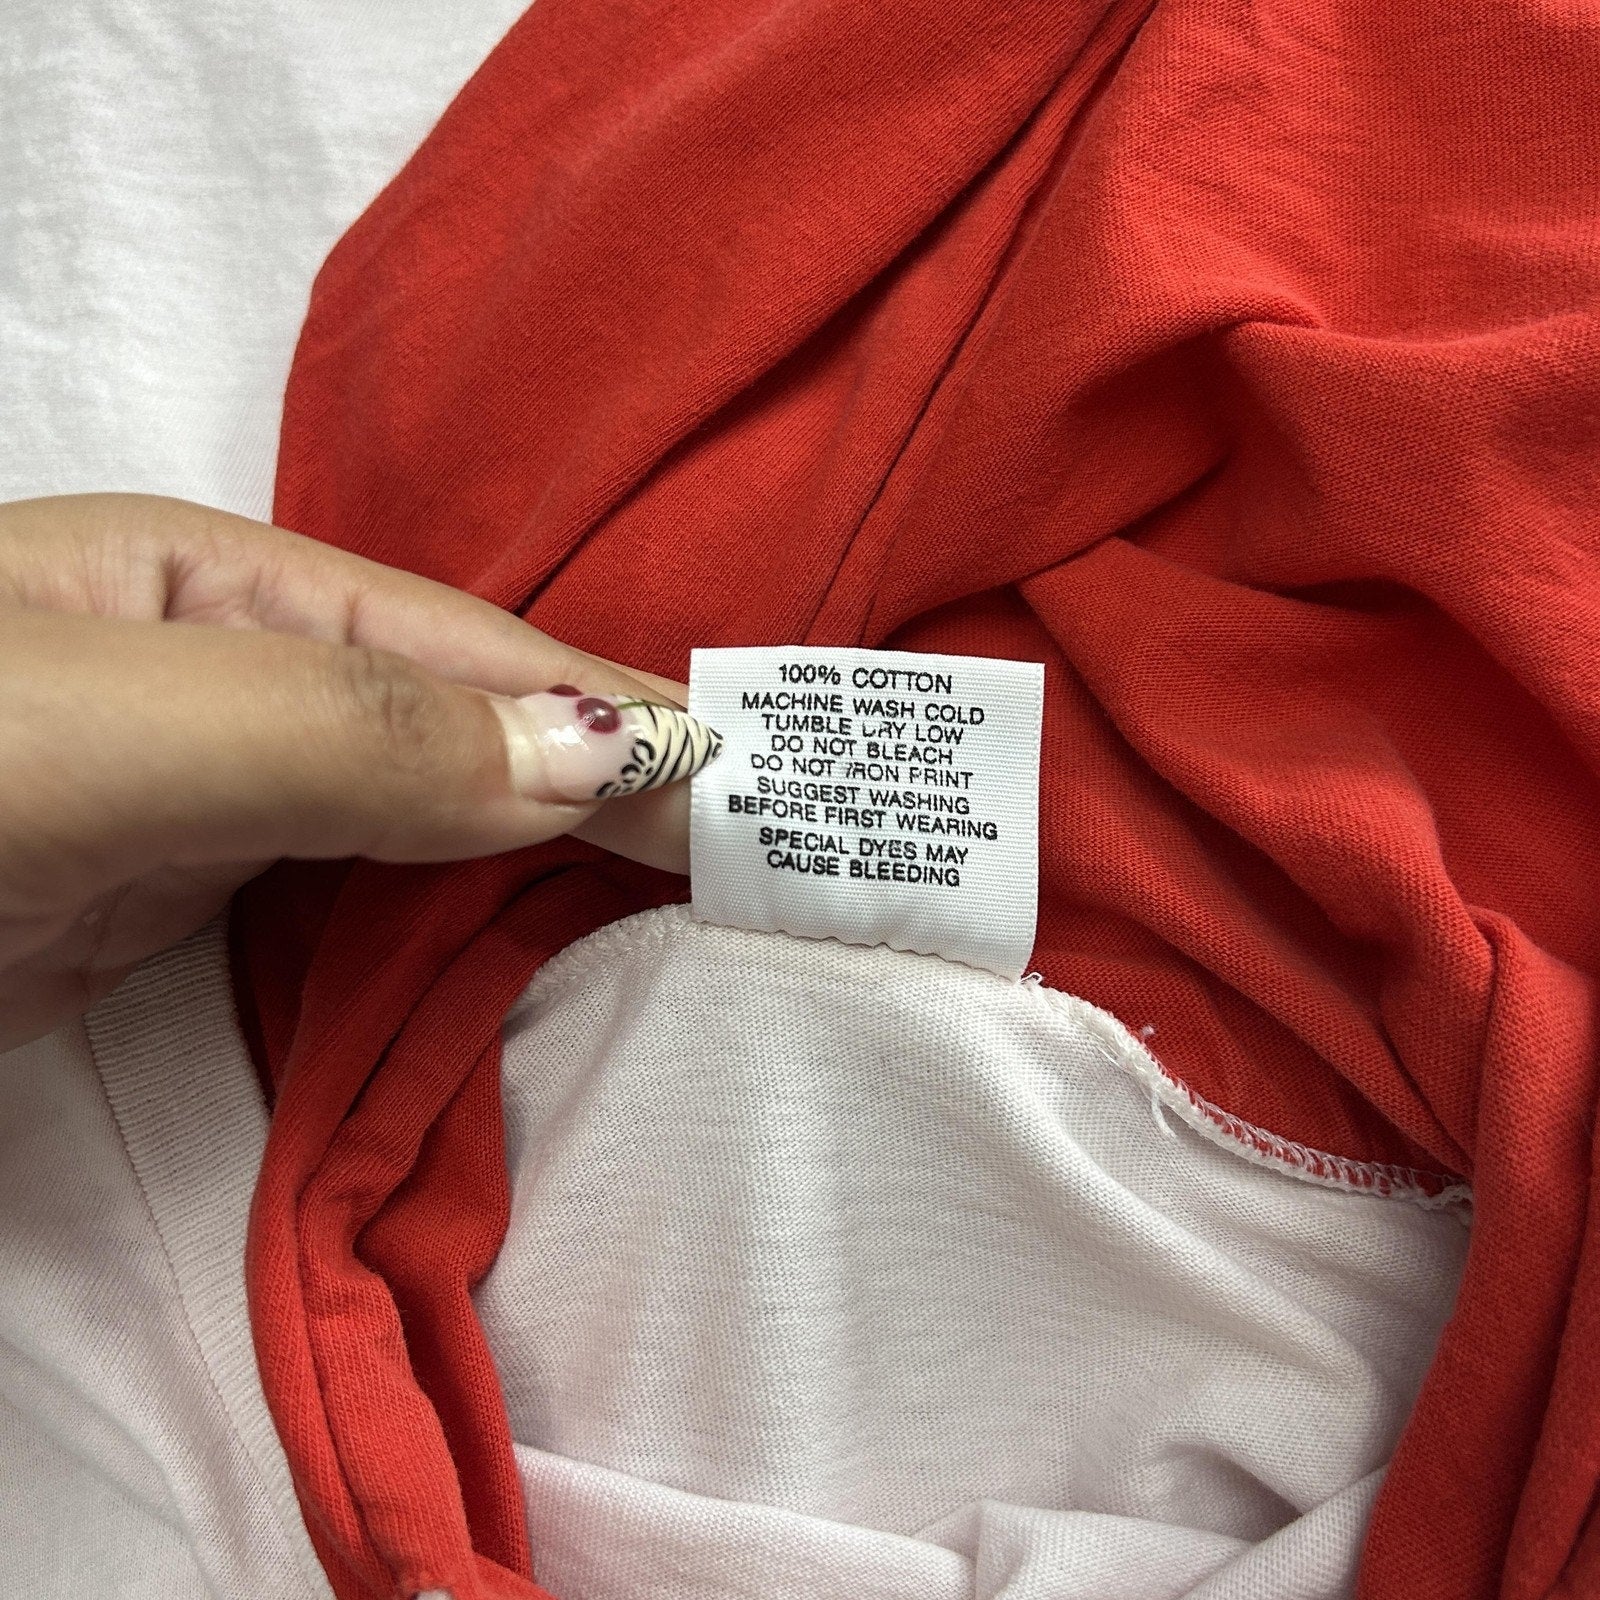 100% COTTON
MACHINE WASH COLD
TUMBLE DRY LOW
DO NOT BLEACH
DO NOT IRON PRINT
SUGGEST WASHING
BEFORE FIRST WEARING
SPECIAL DYES MAY
CAUSE BLEEDING